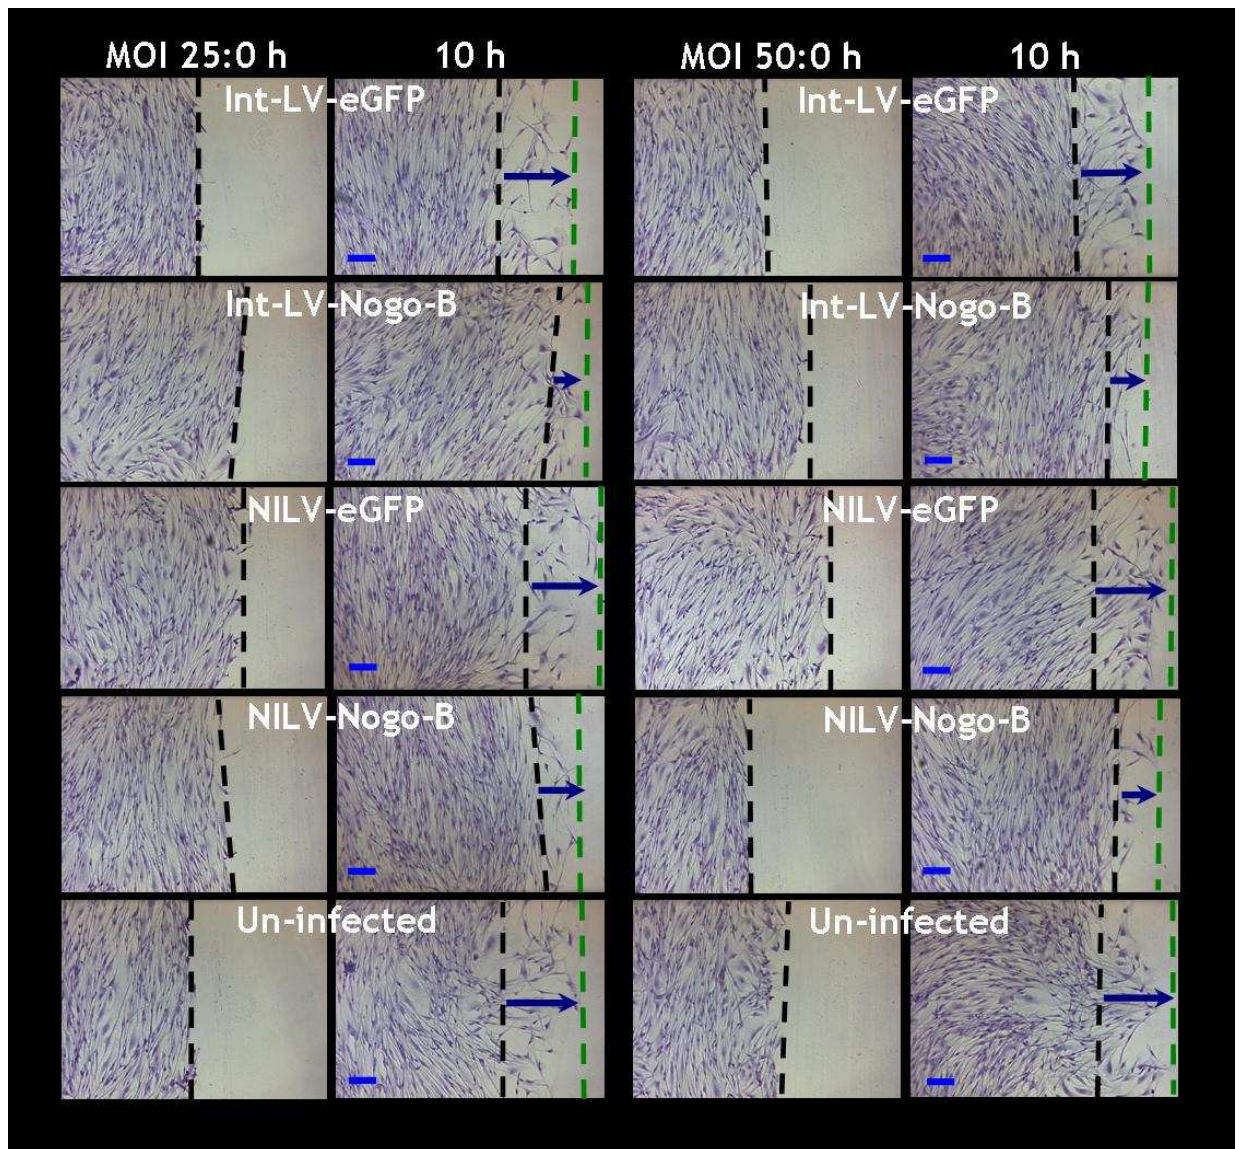 MOI 25:0 h 10 h MOI 50:0 h 10 h
Int-LV-eGFP Int-LV-eGFP
Int-LV-Nogo-B Int-LV-Nogo-B
NILV-eGFP NILV-eGFP
NILV-Nogo-B NILV-Nogo-B
Un-infected Un-infected